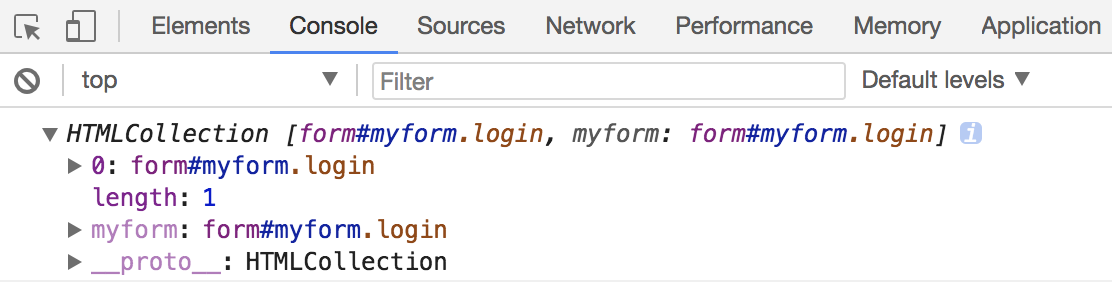 Elements Console Sources Network Performance Memory Application
top ▼ Filter Default levels ▼
▼ HTMLCollection [form#myform.login, myform: form#myform.login] i
▶ 0: form#myform.login
length: 1
▶ myform: form#myform.login
▶ __proto__: HTMLCollection